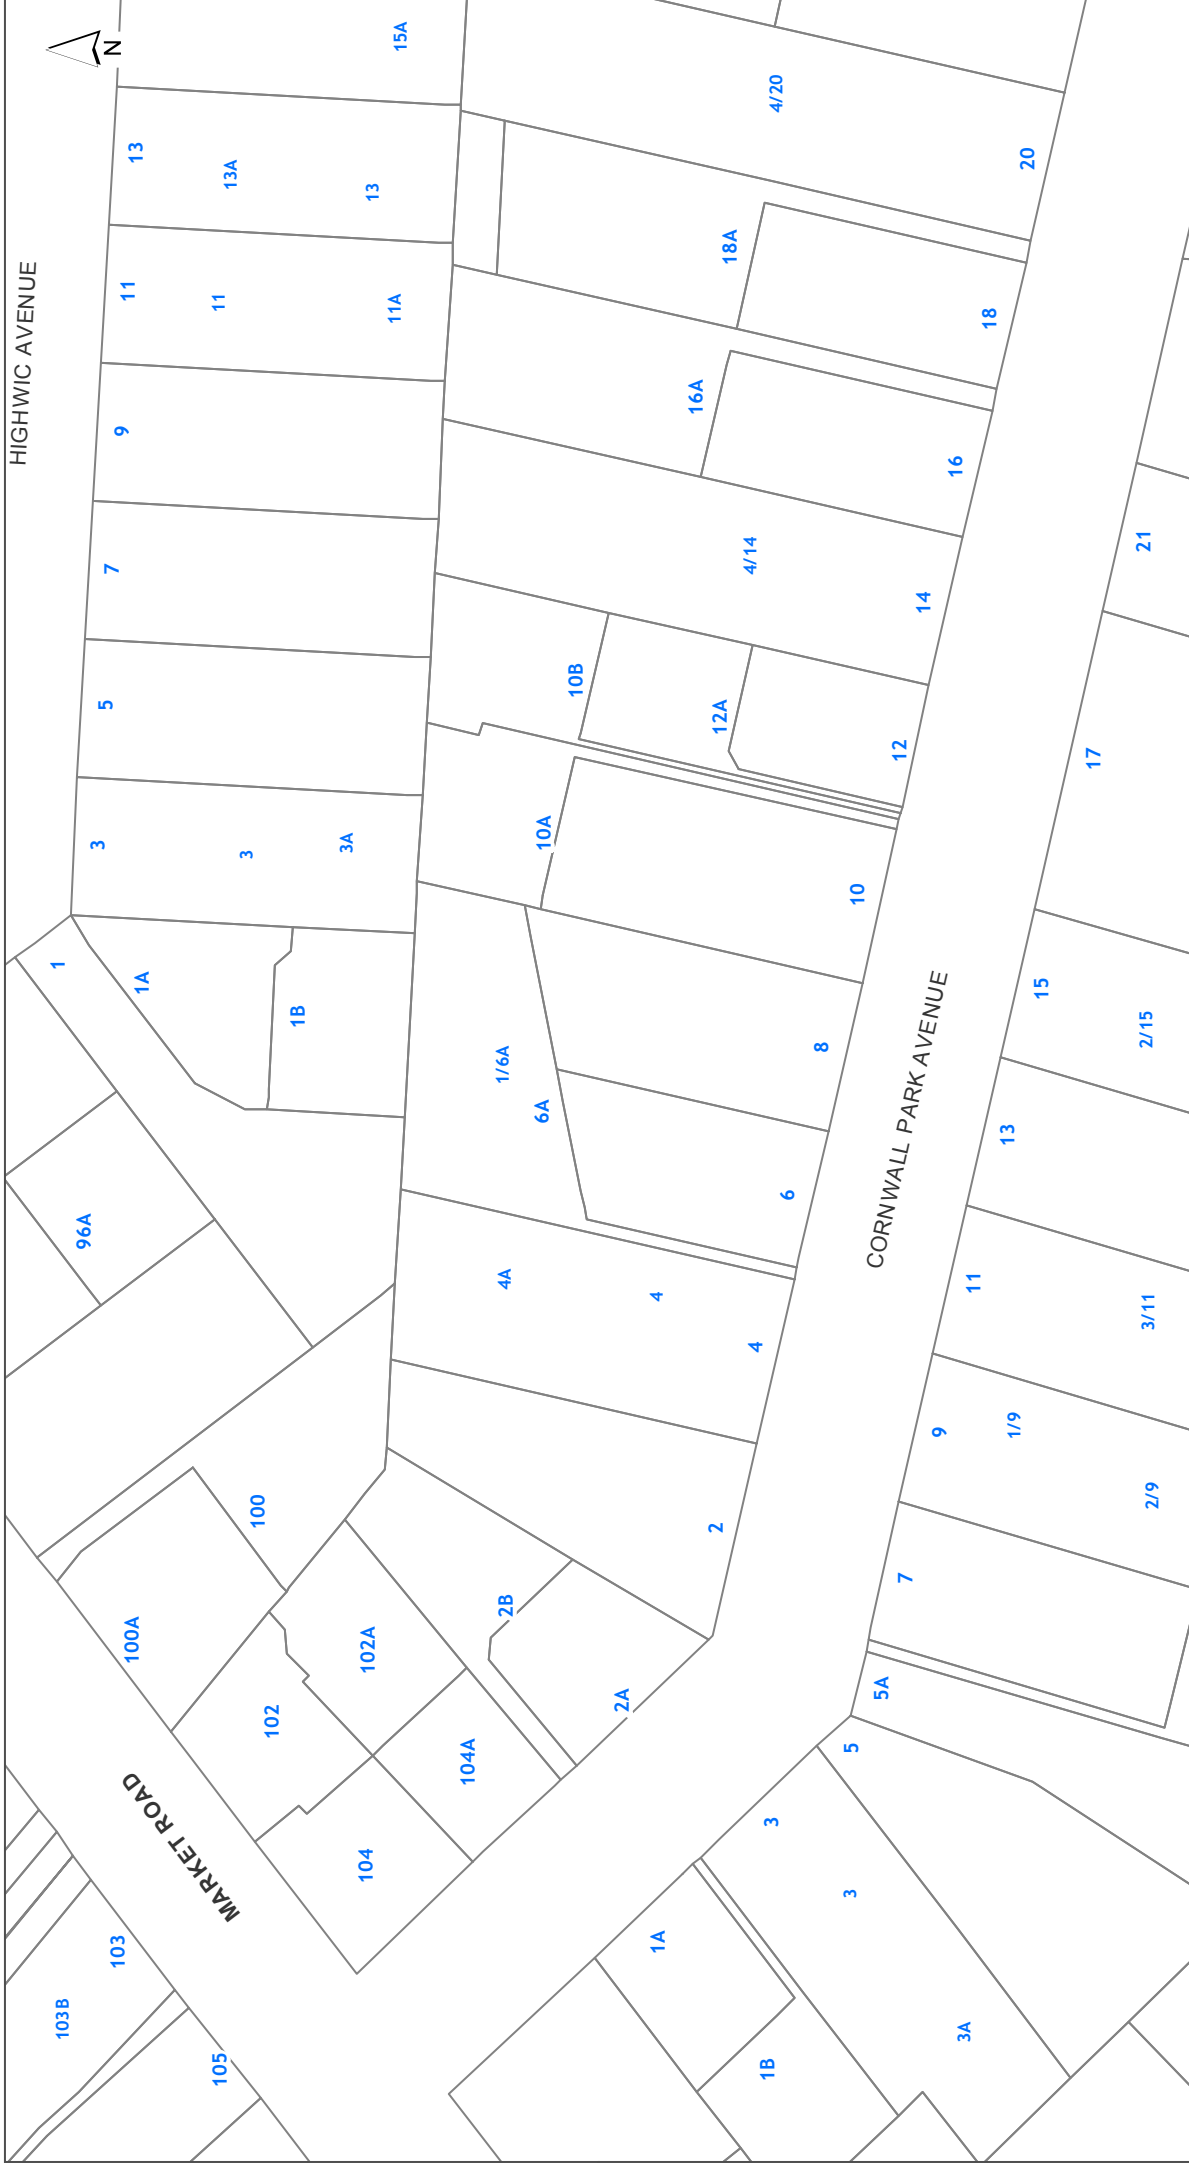 N
15A
4/20
13
13A
13
20
HIGHWIC AVENUE
11
11
11A
18A
18
9
16A
16
7
4/14
14
21
5
10B
12A
12
17
3
3
3A
10A
10
1
1A
1B
1/6A
6A
8
15
2/15
CORNWALL PARK AVENUE
96A
6
13
4A
4
4
11
3/11
100
2
9
1/9
2/9
100A
102A
2B
7
102
2A
5A
104A
5
MARKET ROAD
104
3
3
103
1A
103B
3A
105
1B